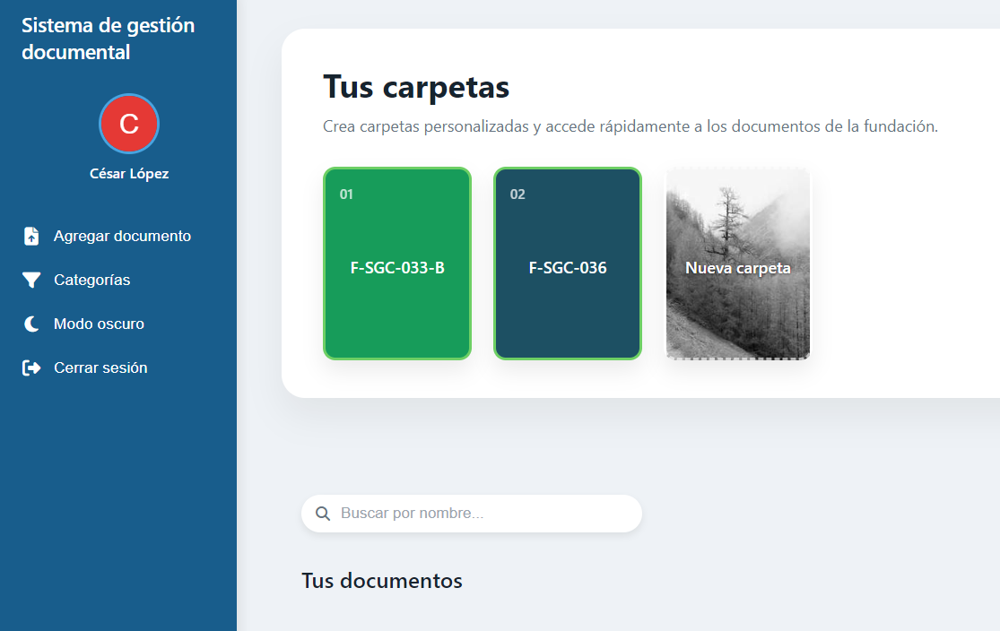 Sistema de gestión
documental
C
César López
Agregar documento
Categorías
Modo oscuro
Cerrar sesión
Tus carpetas
Crea carpetas personalizadas y accede rápidamente a los documentos de la fundación.
01
F-SGC-033-B
02
F-SGC-036
Nueva carpeta
Buscar por nombre...
Tus documentos